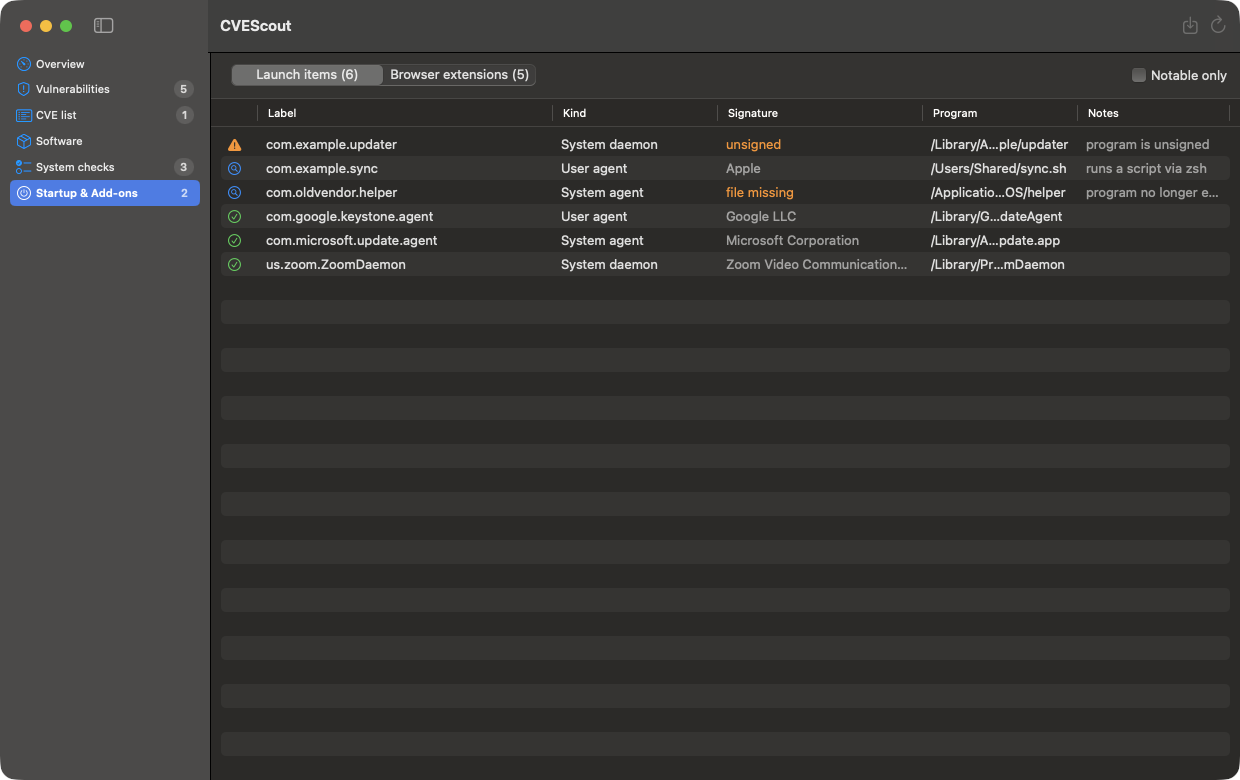 CVEScout
Overview
Vulnerabilities 5
CVE list 1
Software
System checks 3
Startup & Add-ons 2
Launch items (6) Browser extensions (5) Notable only
Label Kind Signature Program Notes
com.example.updater System daemon unsigned /Library/A...ple/updater program is unsigned
com.example.sync User agent Apple /Users/Shared/sync.sh runs a script via zsh
com.oldvendor.helper System agent file missing /Applicatio...OS/helper program no longer e...
com.google.keystone.agent User agent Google LLC /Library/G...dateAgent
com.microsoft.update.agent System agent Microsoft Corporation /Library/A...pdate.app
us.zoom.ZoomDaemon System daemon Zoom Video Communication... /Library/Pr...mDaemon